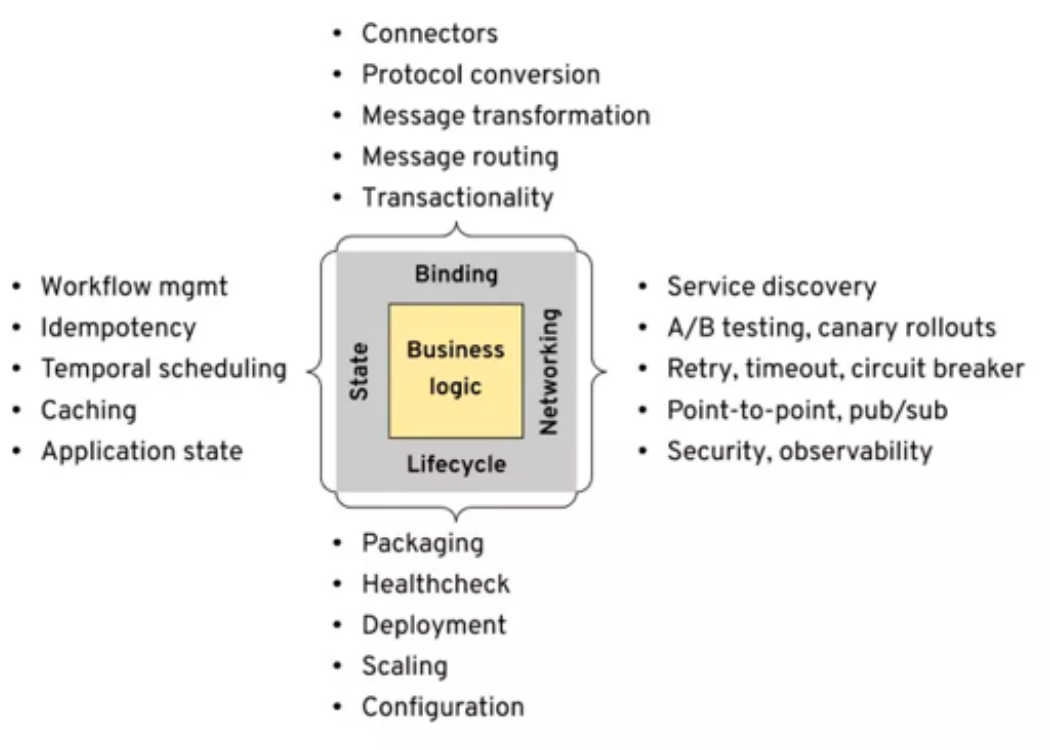 • Connectors
• Protocol conversion
• Message transformation
• Message routing
• Transactionality
• Workflow mgmt
• Idempotency
• Temporal scheduling
• Caching
• Application state
Binding
State
Business
logic
Networking
Lifecycle
• Service discovery
• A/B testing, canary rollouts
• Retry, timeout, circuit breaker
• Point-to-point, pub/sub
• Security, observability
• Packaging
• Healthcheck
• Deployment
• Scaling
• Configuration